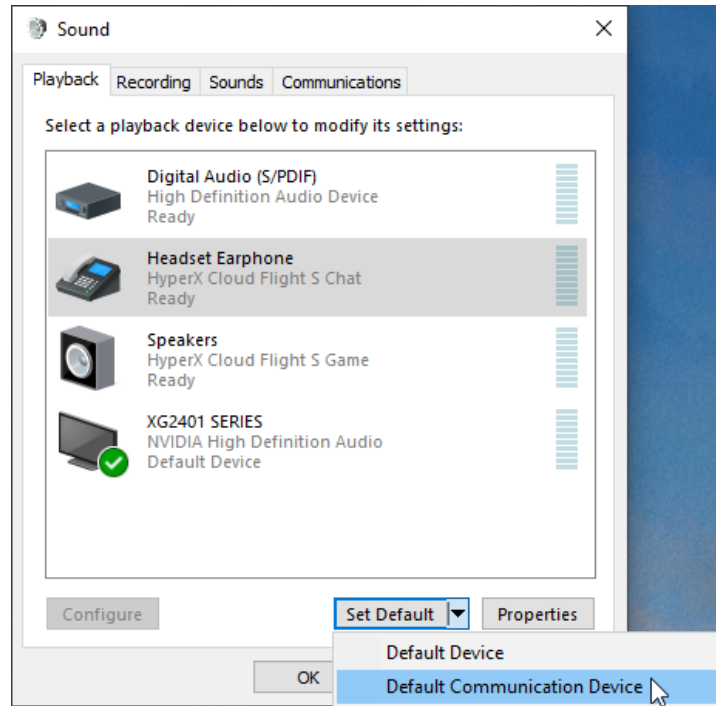 Sound
Playback Recording Sounds Communications
Select a playback device below to modify its settings:
Digital Audio (S/PDIF)
High Definition Audio Device
Ready
Headset Earphone
HyperX Cloud Flight S Chat
Ready
Speakers
HyperX Cloud Flight S Game
Ready
XG2401 SERIES
NVIDIA High Definition Audio
Default Device
Configure Set Default Properties
Default Device
OK
Default Communication Device